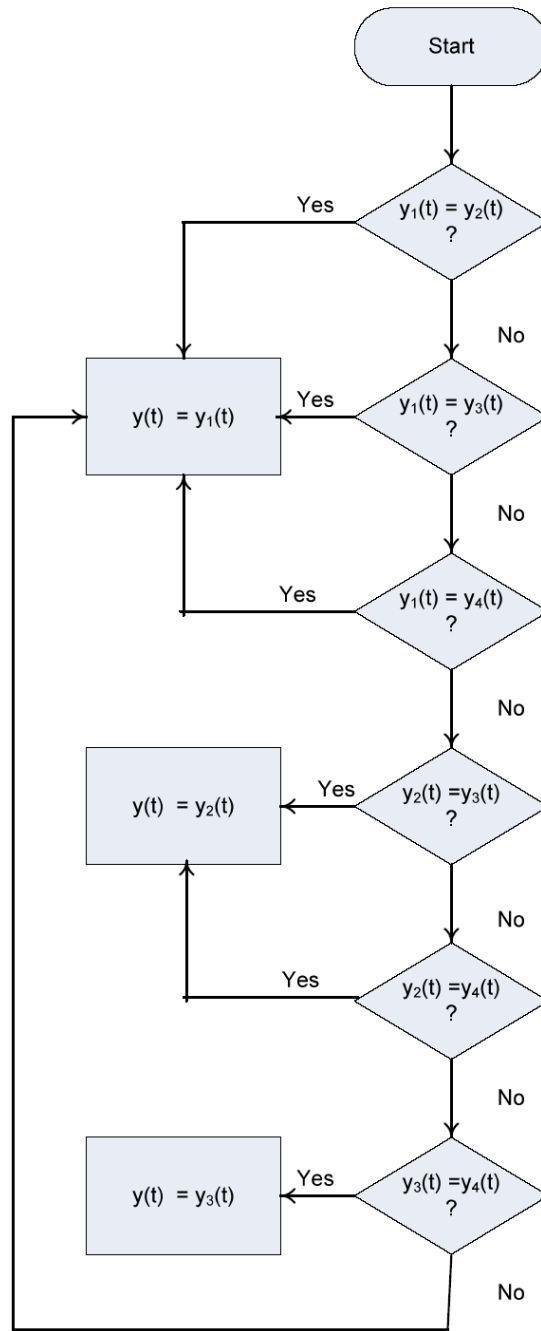 Start
y₁(t) = y₂(t)
?
Yes
No
y(t) = y₁(t)
Yes
y₁(t) = y₃(t)
?
No
Yes
y₁(t) = y₄(t)
?
No
y(t) = y₂(t)
Yes
y₂(t) =y₃(t)
?
No
Yes
y₂(t) =y₄(t)
?
No
y(t) = y₃(t)
Yes
y₃(t) =y₄(t)
?
No